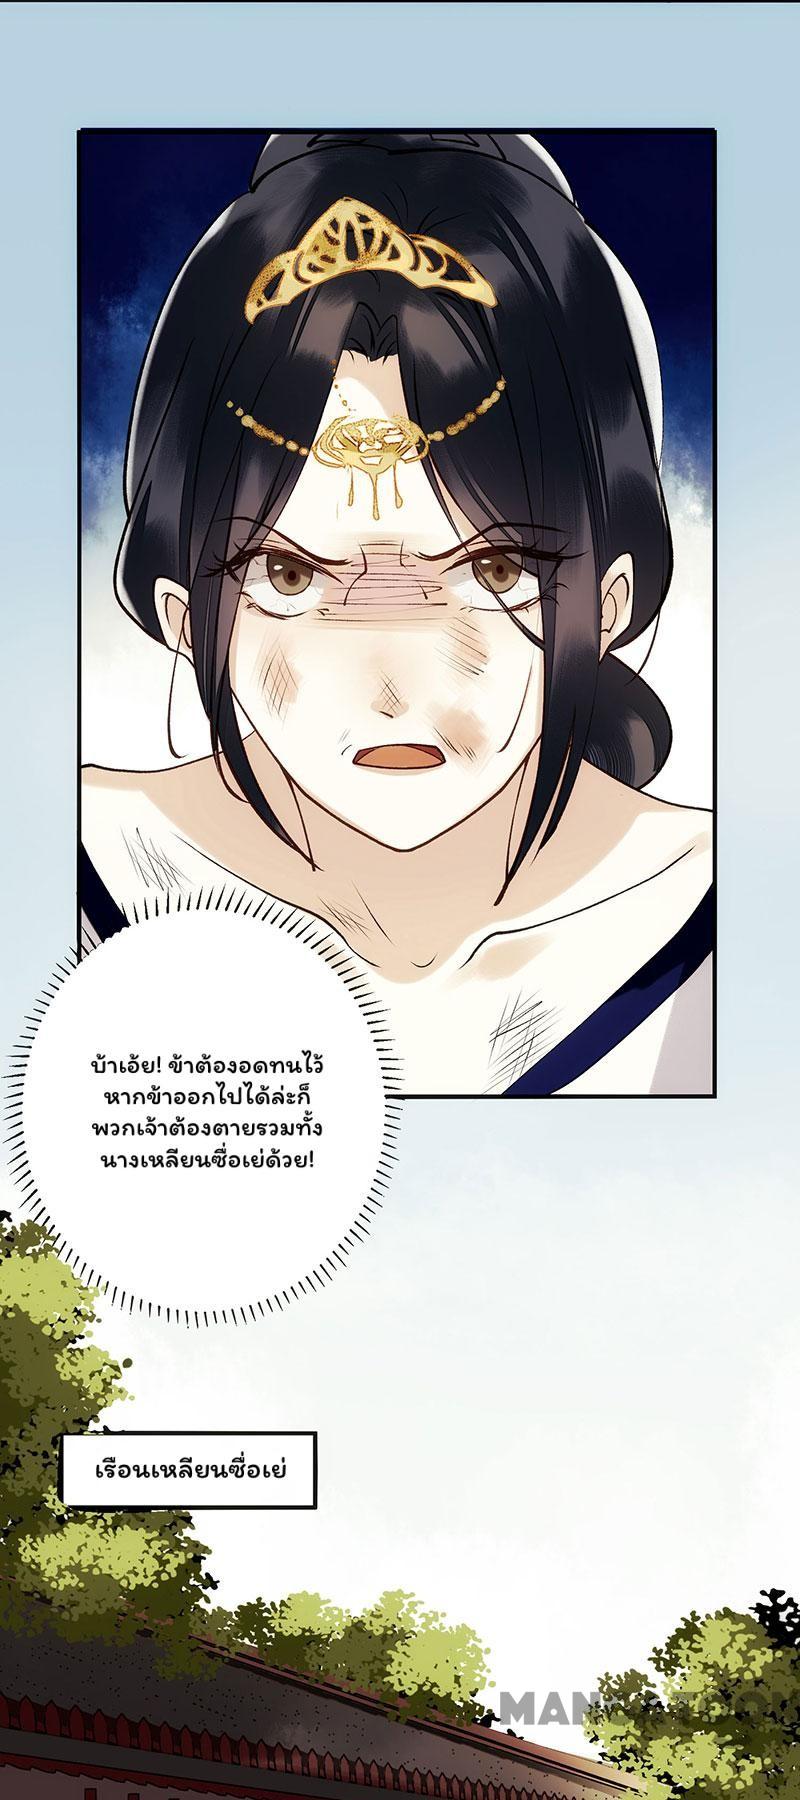 บ้าเอ้ย! ข้าต้องอดทนไว้
หากข้าออกไปได้ล่ะก็
พวกเจ้าต้องตายรวมทั้ง
นางเหลียนซื่อเย่ด้วย!
เรือนเหลียนซื่อเย่
MANGATOON